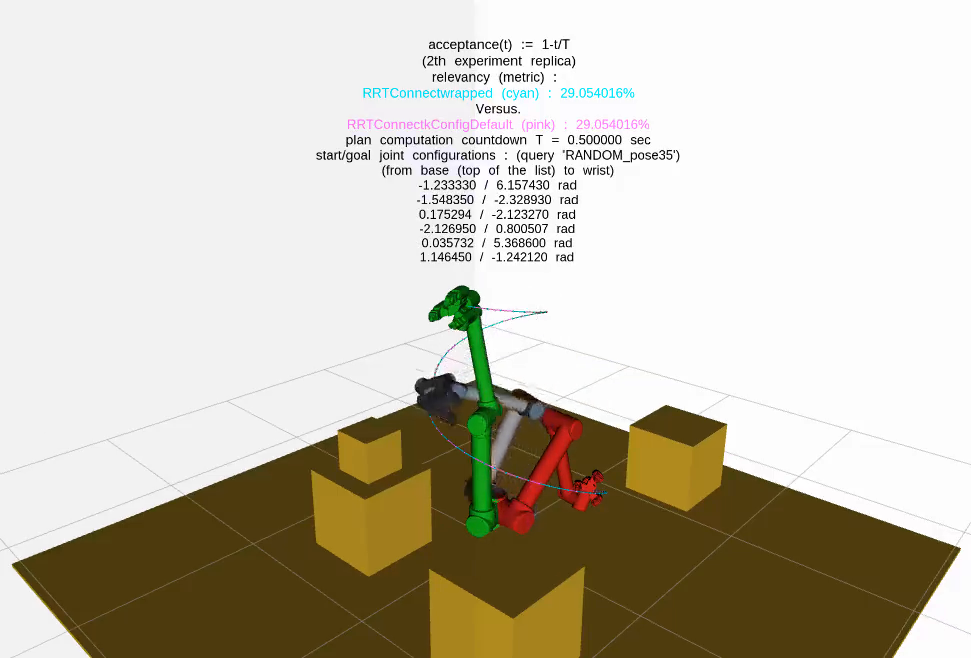 acceptance(t) := 1-t/T
(2th experiment replica)
relevancy (metric) :
RRTConnectwrapped (cyan) : 29.054016%
Versus.
RRTConnectkConfigDefault (pink) : 29.054016%
plan computation countdown T = 0.500000 sec
start/goal joint configurations : (query 'RANDOM_pose35')
(from base (top of the list) to wrist)
-1.233330 / 6.157430 rad
-1.548350 / -2.328930 rad
0.175294 / -2.123270 rad
-2.126950 / 0.800507 rad
0.035732 / 5.368600 rad
1.146450 / -1.242120 rad